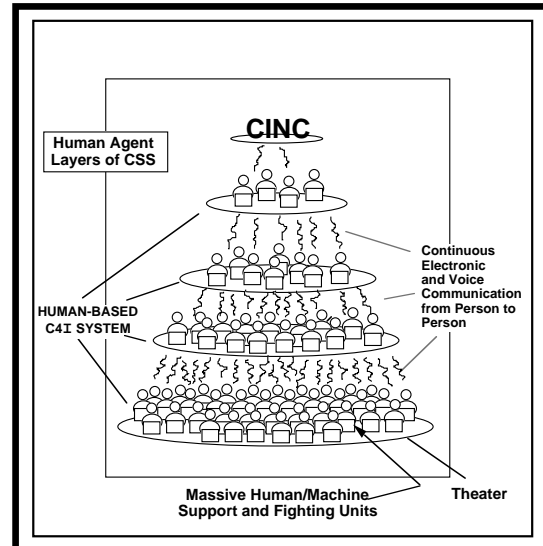 CINC
Human Agent
Layers of CSS
Continuous
Electronic
and Voice
Communication
from Person to
Person
HUMAN-BASED
C4I SYSTEM
Massive Human/Machine
Support and Fighting Units
Theater